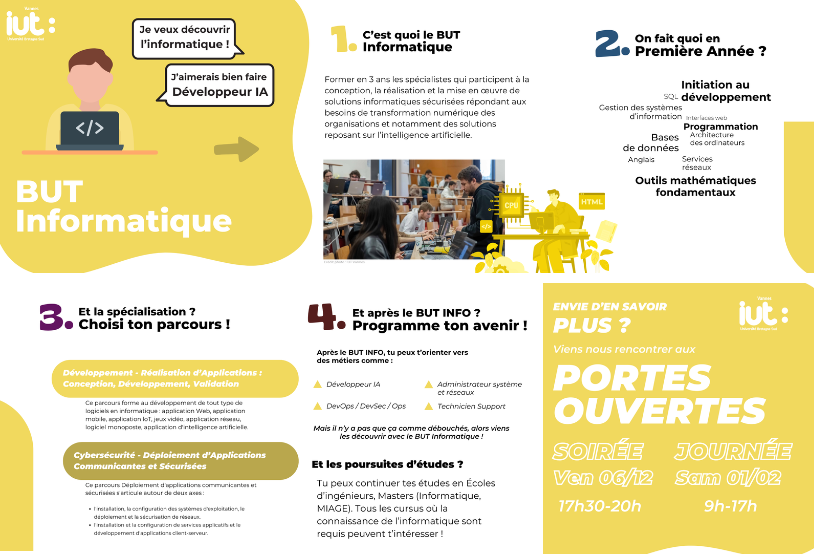 iut:
Je veux découvrir
l'informatique !
J'aimerais bien faire
Développeur IA
</>
BUT
Informatique
1.
C'est quoi le BUT
Informatique
Former en 3 ans les spécialistes qui participent à la
conception, la réalisation et la mise en œuvre de
solutions informatiques sécurisées répondant aux
besoins de transformation numérique des
organisations et notamment des solutions
reposant sur l'intelligence artificielle.
CPU
HTML
</>
2.
On fait quoi en
Première Année ?
Initiation au
SQL développement
Gestion des systèmes
d'information Interfaces web
Programmation
Bases Architecture
de données des ordinateurs
Anglais Services
réseaux
Outils mathématiques
fondamentaux
3.
Et la spécialisation ?
Choisi ton parcours !
Développement - Réalisation d'Applications :
Conception, Développement, Validation
Ce parcours forme au développement de tout type de
logiciels en informatique : application Web, application
mobile, application IoT, jeux vidéo, application réseau,
logiciel monoposte, application d'intelligence artificielle.
Cybersécurité - Déploiement d'Applications
Communicantes et Sécurisées
Ce parcours Déploiement d'applications communicantes et
sécurisées s'articule autour de deux axes :
l'installation, la configuration des systèmes d'exploitation, le
déploiement et la sécurisation de réseaux.
l'installation et la configuration de services applicatifs et le
développement d'applications client-serveur.
4.
Et après le BUT INFO ?
Programme ton avenir !
Après le BUT INFO, tu peux t'orienter vers
des métiers comme :
Développeur IA
Administrateur système
et réseaux
DevOps / DevSec / Ops
Technicien Support
Mais il n'y a pas que ça comme débouchés, alors viens
les découvrir avec le BUT Informatique !
Et les poursuites d'études ?
Tu peux continuer tes études en Écoles
d'ingénieurs, Masters (Informatique,
MIAGE). Tous les cursus où la
connaissance de l'informatique sont
requis peuvent t'intéresser !
ENVIE D'EN SAVOIR
PLUS ?
iut:
Viens nous rencontrer aux
PORTES
OUVERTES
SOIRÉE
Ven 06/12
17h30-20h
JOURNÉE
Sam 01/02
9h-17h